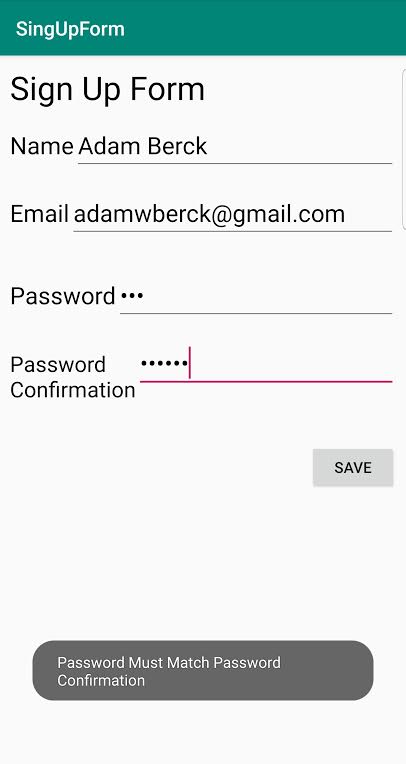 SingUpForm
Sign Up Form
Name Adam Berck
Email adamwberck@gmail.com
Password •••
Password
Confirmation ••••••
SAVE
Password Must Match Password
Confirmation